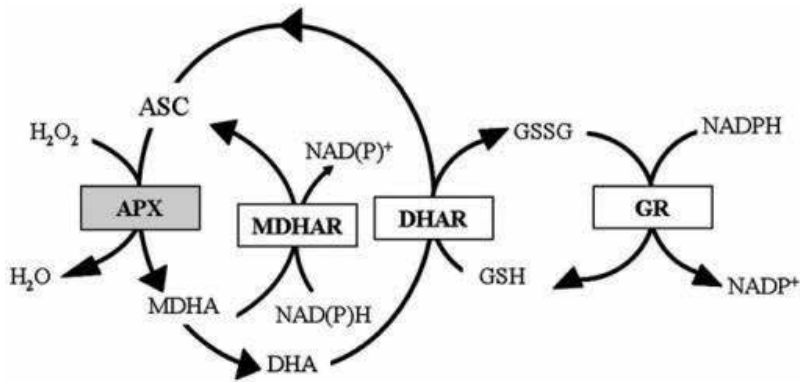 ASC
H₂O₂
GSSG
NADPH
NAD(P)⁺
APX
MDHAR
DHAR
GR
H₂O
MDHA
NAD(P)H
GSH
NADP⁺
DHA